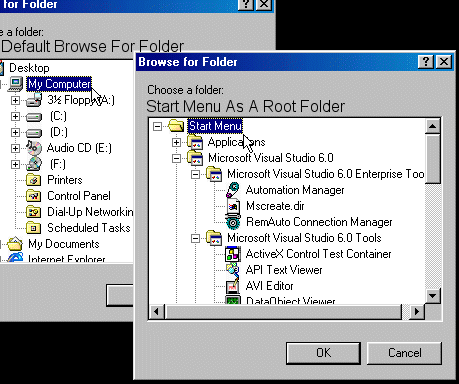 for Folder
e a folder:
Default Browse For Folder
Desktop
My Computer
3½ Floppy (A:)
(C:)
(D:)
Audio CD (E:)
(F:)
Printers
Control Panel
Dial-Up Networkin
Scheduled Tasks
My Documents
Internet Explorer
Browse for Folder
Choose a folder:
Start Menu As A Root Folder
Start Menu
Applications
Microsoft Visual Studio 6.0
Microsoft Visual Studio 6.0 Enterprise Too
Automation Manager
Mscreate.dir
RemAuto Connection Manager
Microsoft Visual Studio 6.0 Tools
ActiveX Control Test Container
API Text Viewer
AVI Editor
DataObject Viewer
OK
Cancel